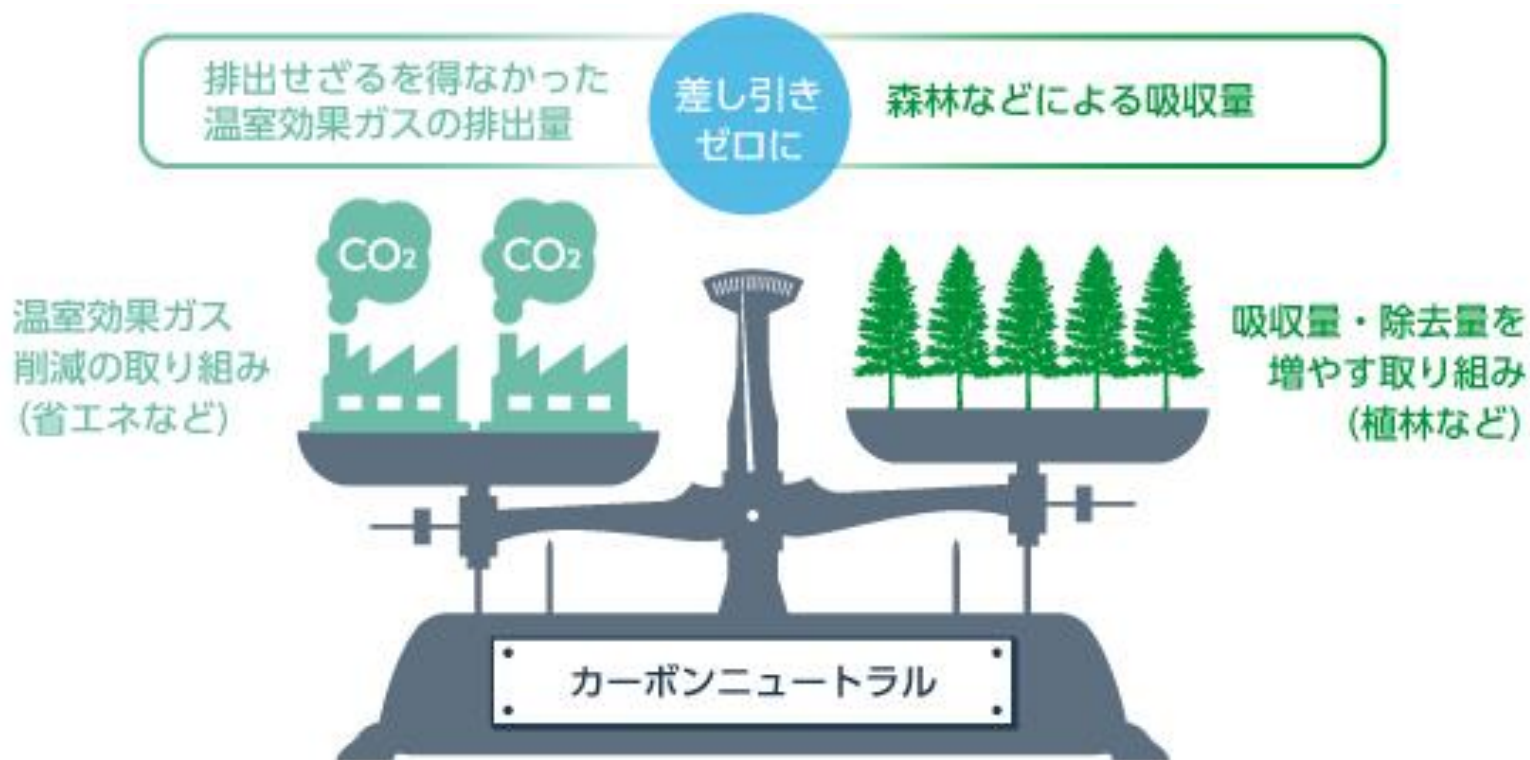 排出せざるを得なかった
温室効果ガスの排出量
差し引き
ゼロに
森林などによる吸収量
CO₂
CO₂
温室効果ガス
削減の取り組み
(省エネなど)
吸収量・除去量を
増やす取り組み
(植林など)
カーボンニュートラル